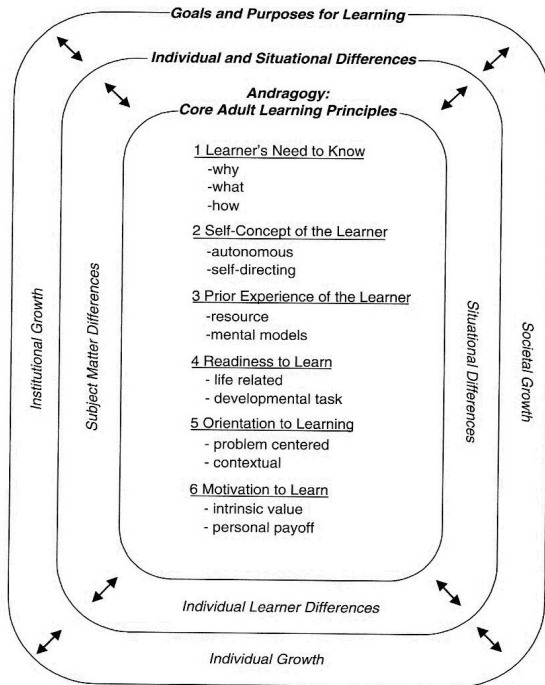 Goals and Purposes for Learning
Individual and Situational Differences
Andragogy:
Core Adult Learning Principles
1 Learner's Need to Know
-why
-what
-how
2 Self-Concept of the Learner
-autonomous
-self-directing
3 Prior Experience of the Learner
-resource
-mental models
4 Readiness to Learn
- life related
- developmental task
5 Orientation to Learning
- problem centered
- contextual
6 Motivation to Learn
- intrinsic value
- personal payoff
Institutional Growth
Subject Matter Differences
Situational Differences
Societal Growth
Individual Learner Differences
Individual Growth